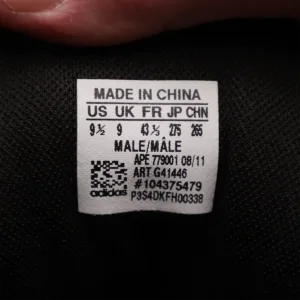 MADE IN CHINA
US UK FR JP CHN
9½ 9 43⅓ 275 265
MALE/MÂLE
APE 779001 08/11
ART G41446
#104375479
adidas P3S4DKFH00338